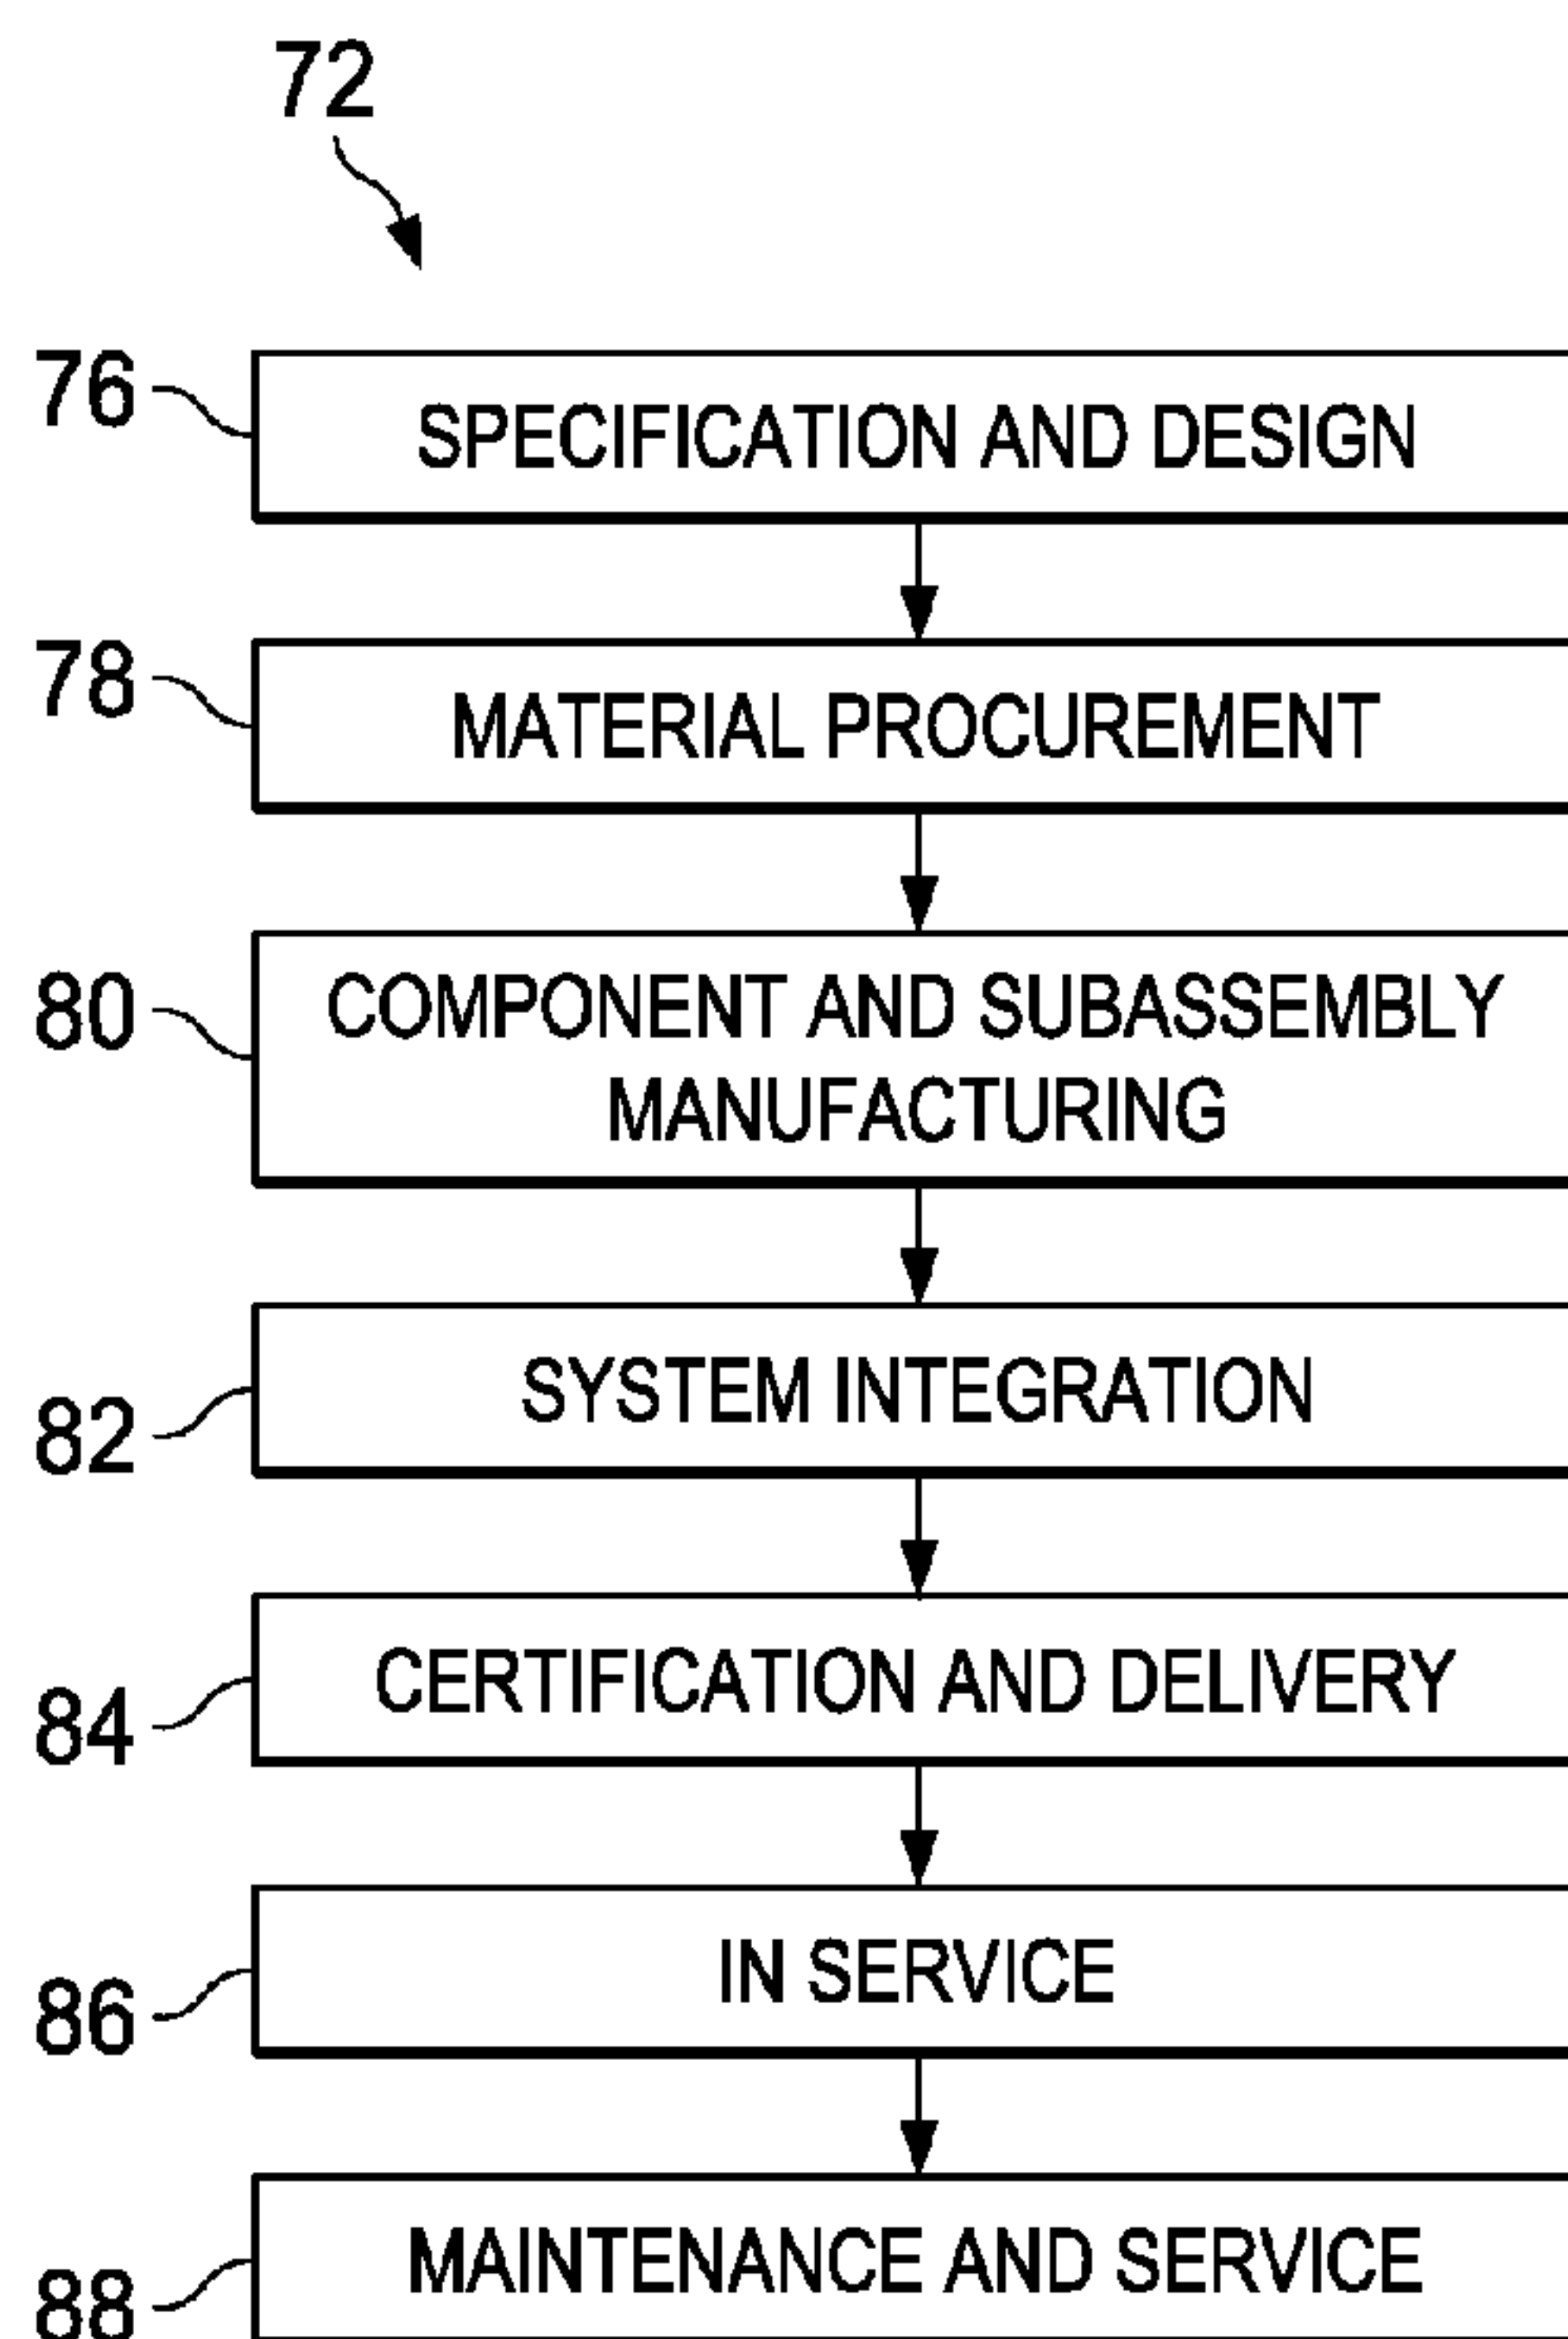 72
76
SPECIFICATION AND DESIGN
78
MATERIAL PROCUREMENT
80
COMPONENT AND SUBASSEMBLY
MANUFACTURING
82
SYSTEM INTEGRATION
84
CERTIFICATION AND DELIVERY
86
IN SERVICE
88
MAINTENANCE AND SERVICE